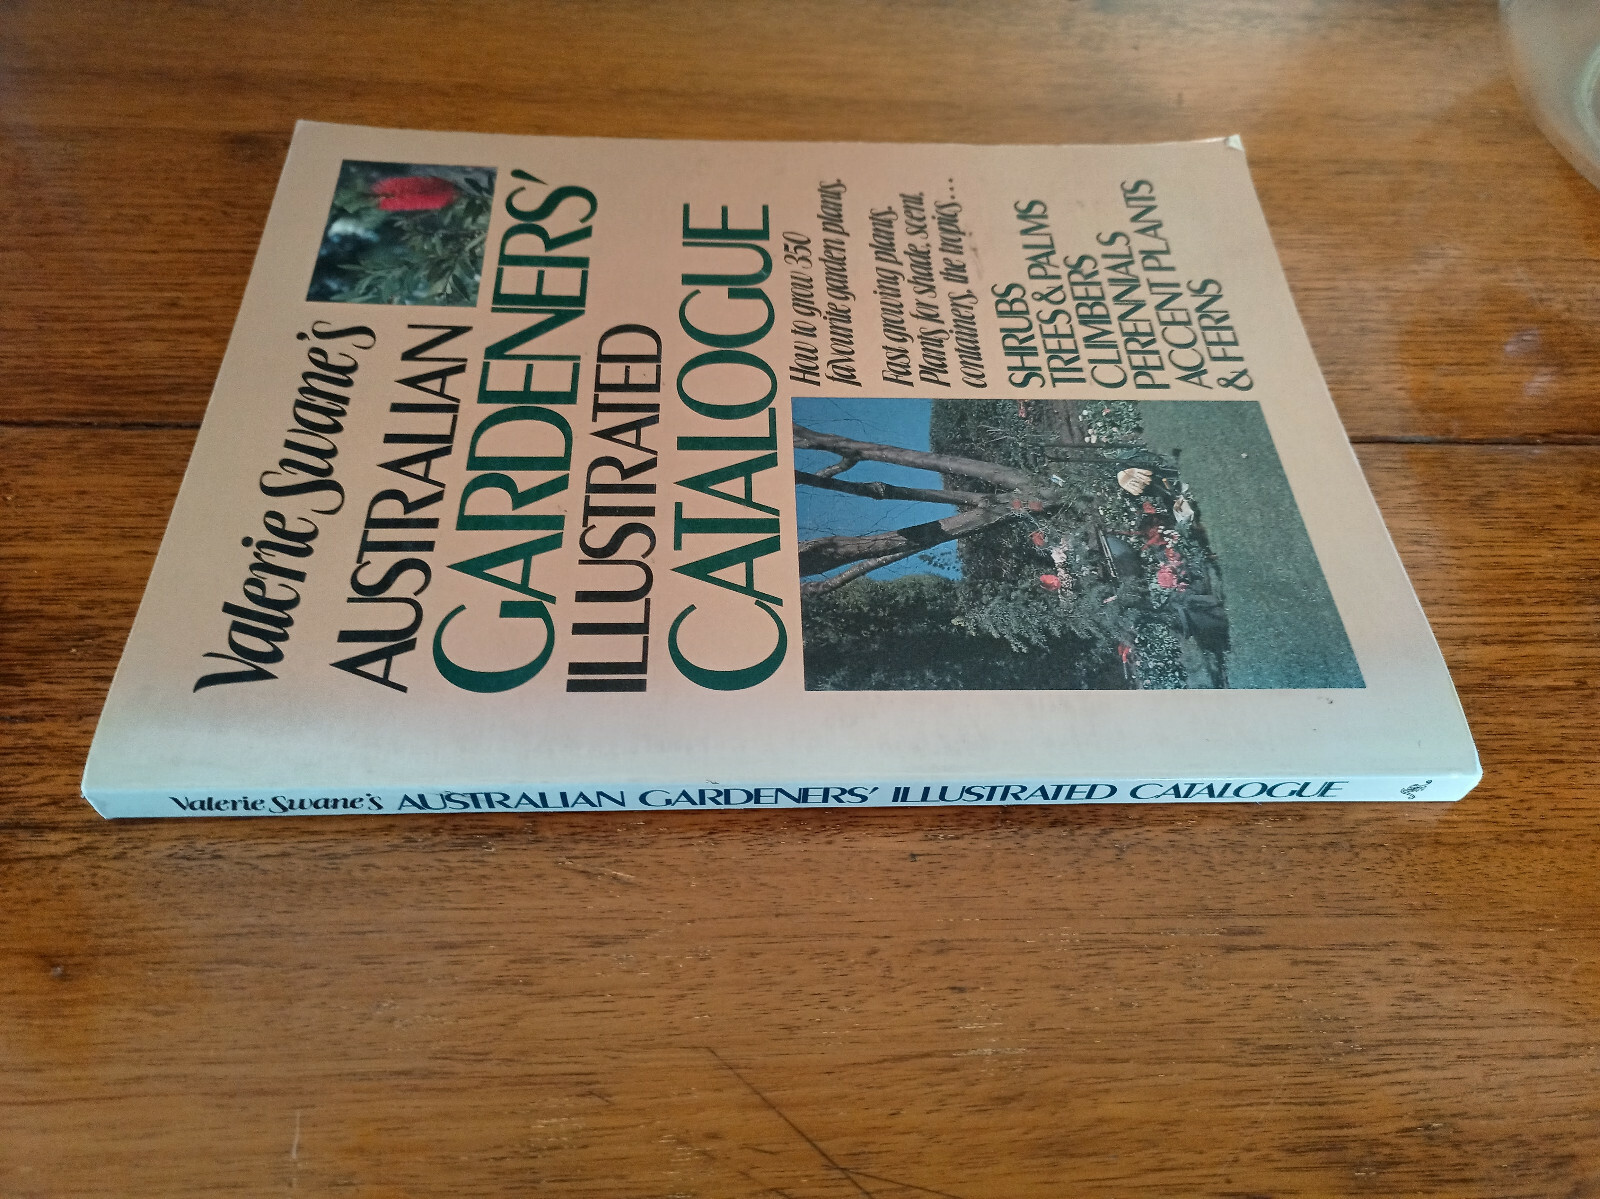 Valerie Swane's
AUSTRALIAN
GARDENERS'
ILLUSTRATED
CATALOGUE
How to grow 350
favourite garden plants.
Fast growing plants.
Plants for shade, scent,
containers, the tropics...
SHRUBS
TREES & PALMS
CLIMBERS
PERENNIALS
ACCENT PLANTS
& FERNS
Valerie Swane's AUSTRALIAN GARDENERS' ILLUSTRATED CATALOGUE